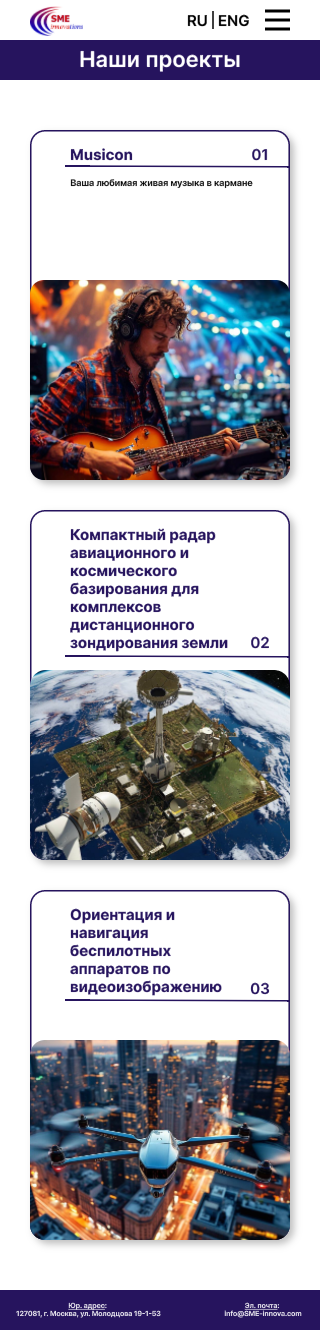 SME
Innovations
RU | ENG
Наши проекты
Musicon 01
Ваша любимая живая музыка в кармане
Компактный радар
авиационного и
космического
базирования для
комплексов
дистанционного
зондирования земли 02
Ориентация и
навигация
беспилотных
аппаратов по
видеоизображению 03
Юр. адрес: Эл. почта:
127081, г. Москва, ул. Молодцова 19-1-53 info@SME-innova.com